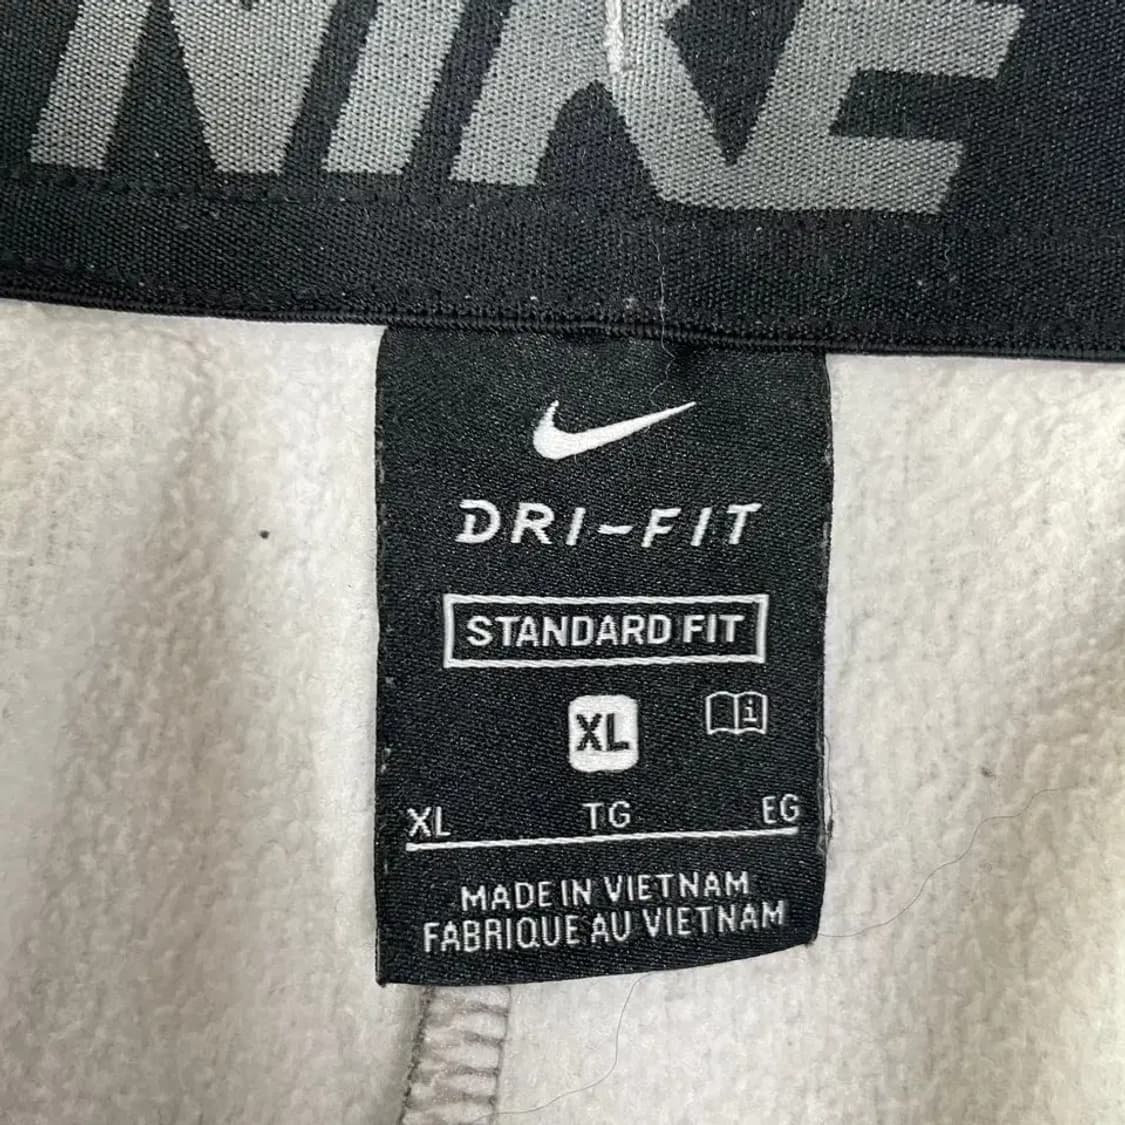 NIKE
DRI-FIT
STANDARD FIT
XL
i
XL TG EG
MADE IN VIETNAM
FABRIQUE AU VIETNAM